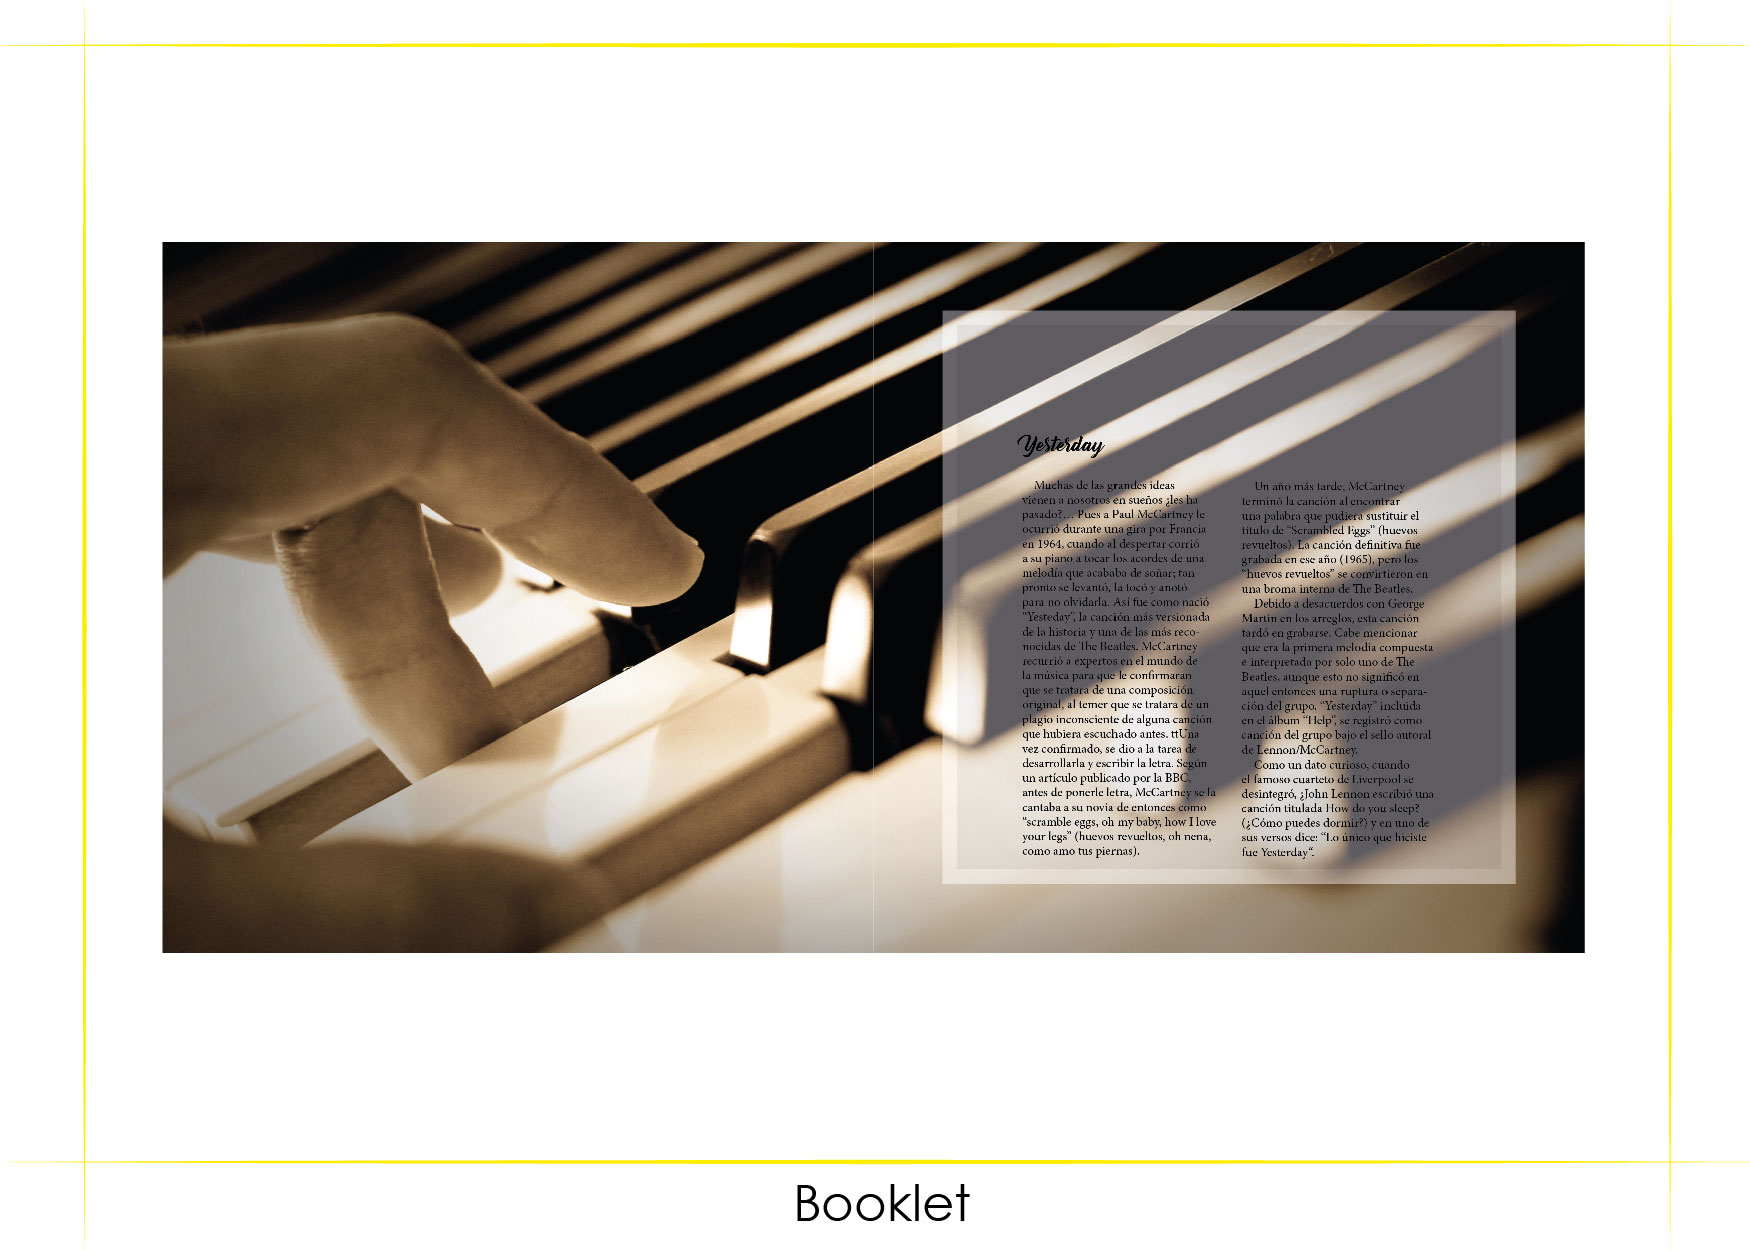 Yesterday
Muchas de las grandes ideas
vienen a nosotros en sueños ¿les ha
pasado?… Pues a Paul McCartney le
ocurrió durante una gira por Francia
en 1964, cuando al despertar corrió
a su piano a tocar los acordes de una
melodía que acababa de soñar; tan
pronto se levantó, la tocó y anotó
para no olvidarla. Así fue como nació
“Yesteday”, la canción más versionada
de la historia y una de las más reco-
nocidas de The Beatles. McCartney
recurrió a expertos en el mundo de
la música para que le confirmaran
que se tratara de una composición
original, al temer que se tratara de un
plagio inconsciente de alguna canción
que hubiera escuchado antes. ttUna
vez confirmado, se dio a la tarea de
desarrollarla y escribir la letra. Según
un artículo publicado por la BBC,
antes de ponerle letra, McCartney se la
cantaba a su novia de entonces como
“scramble eggs, oh my baby, how I love
your legs” (huevos revueltos, oh nena,
como amo tus piernas).
Un año más tarde, McCartney
terminó la canción al encontrar
una palabra que pudiera sustituir el
título de “Scrambled Eggs” (huevos
revueltos). La canción definitiva fue
grabada en ese año (1965), pero los
“huevos revueltos” se convirtieron en
una broma interna de The Beatles.
Debido a desacuerdos con George
Martin en los arreglos, esta canción
tardó en grabarse. Cabe mencionar
que era la primera melodía compuesta
e interpretada por solo uno de The
Beatles, aunque esto no significó en
aquel entonces una ruptura o separa-
ción del grupo. “Yesterday” incluida
en el álbum “Help”, se registró como
canción del grupo bajo el sello autoral
de Lennon/McCartney.
Como un dato curioso, cuando
el famoso cuarteto de Liverpool se
desintegró, ¿John Lennon escribió una
canción titulada How do you sleep?
(¿Cómo puedes dormir?) y en uno de
sus versos dice: “Lo único que hiciste
fue Yesterday“.
Booklet